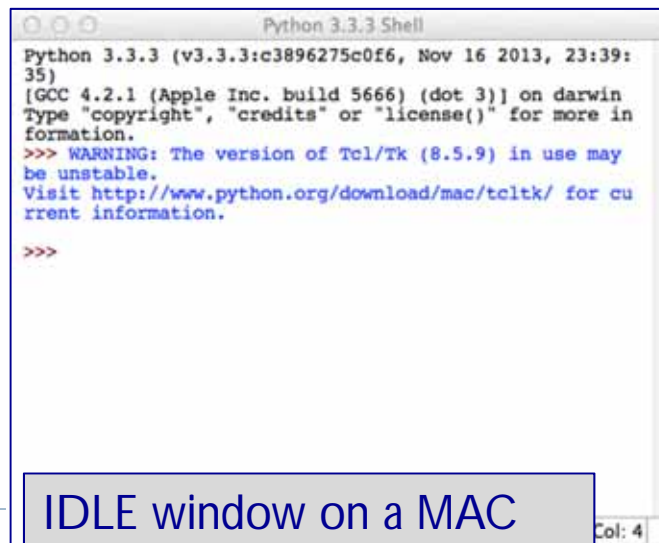 Python 3.3.3 Shell
Python 3.3.3 (v3.3.3:c3896275c0f6, Nov 16 2013, 23:39:
35)
[GCC 4.2.1 (Apple Inc. build 5666) (dot 3)] on darwin
Type "copyright", "credits" or "license()" for more in
formation.
>>> WARNING: The version of Tcl/Tk (8.5.9) in use may
be unstable.
Visit http://www.python.org/download/mac/tcltk/ for cu
rrent information.
>>>
IDLE window on a MAC
Col: 4